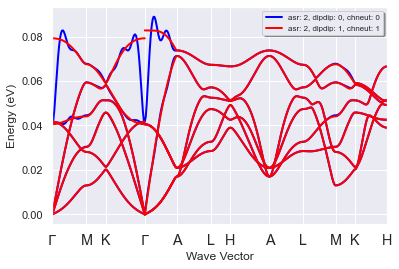 asr: 2, dipdip: 0, chneut: 0
asr: 2, dipdip: 1, chneut: 1
Energy (eV)
0.08
0.06
0.04
0.02
0.00
Γ M K Γ A L H A L M K H
Wave Vector